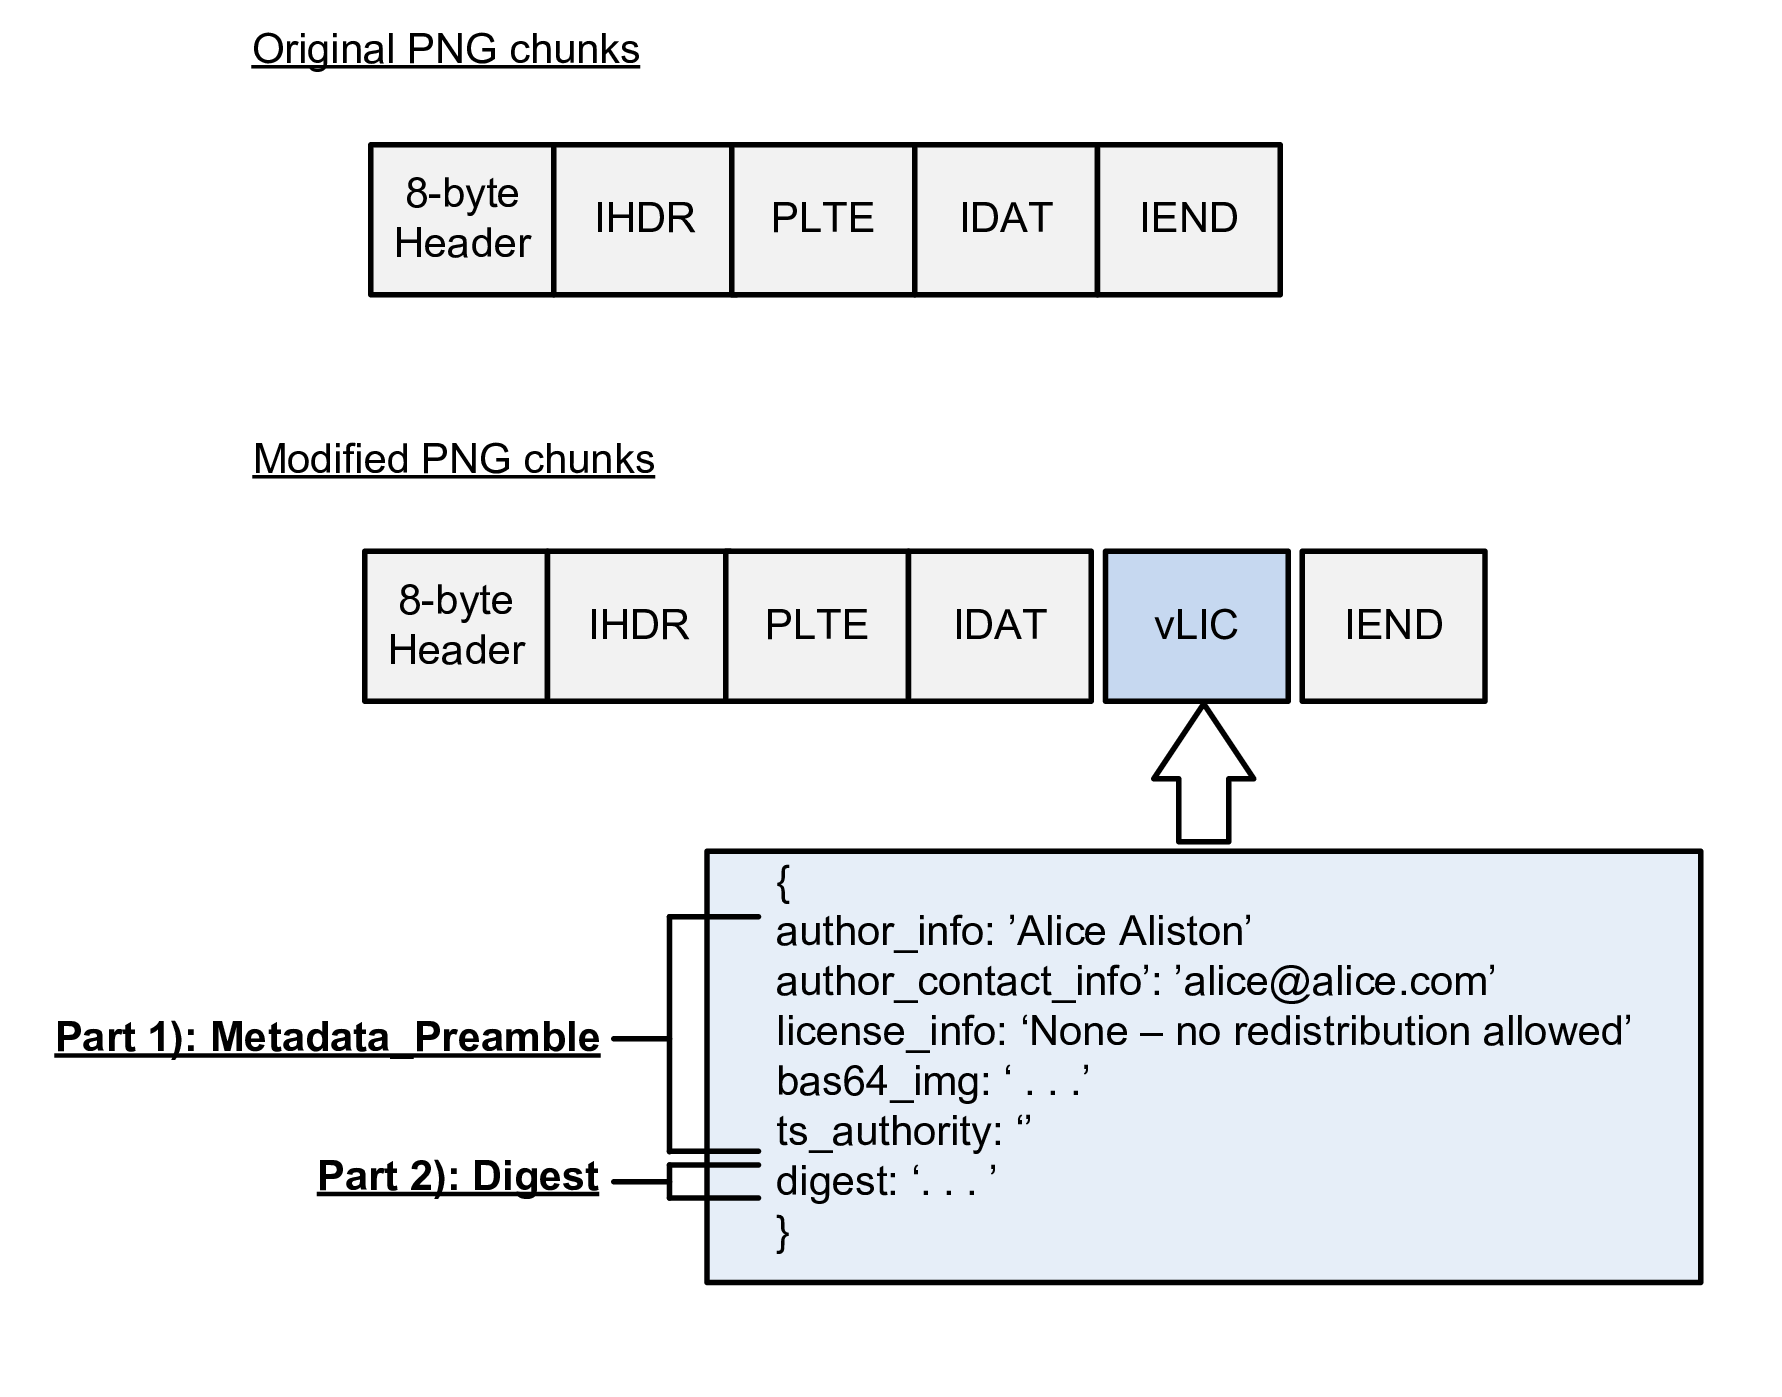 Original PNG chunks
8-byte
Header
IHDR
PLTE
IDAT
IEND
Modified PNG chunks
8-byte
Header
IHDR
PLTE
IDAT
vLIC
IEND
{
author_info: ’Alice Aliston’
author_contact_info’: ’alice@alice.com’
license_info: ‘None – no redistribution allowed’
bas64_img: ‘ . . .’
ts_authority: ‘’
digest: ‘. . . ’
}
Part 1): Metadata_Preamble
Part 2): Digest